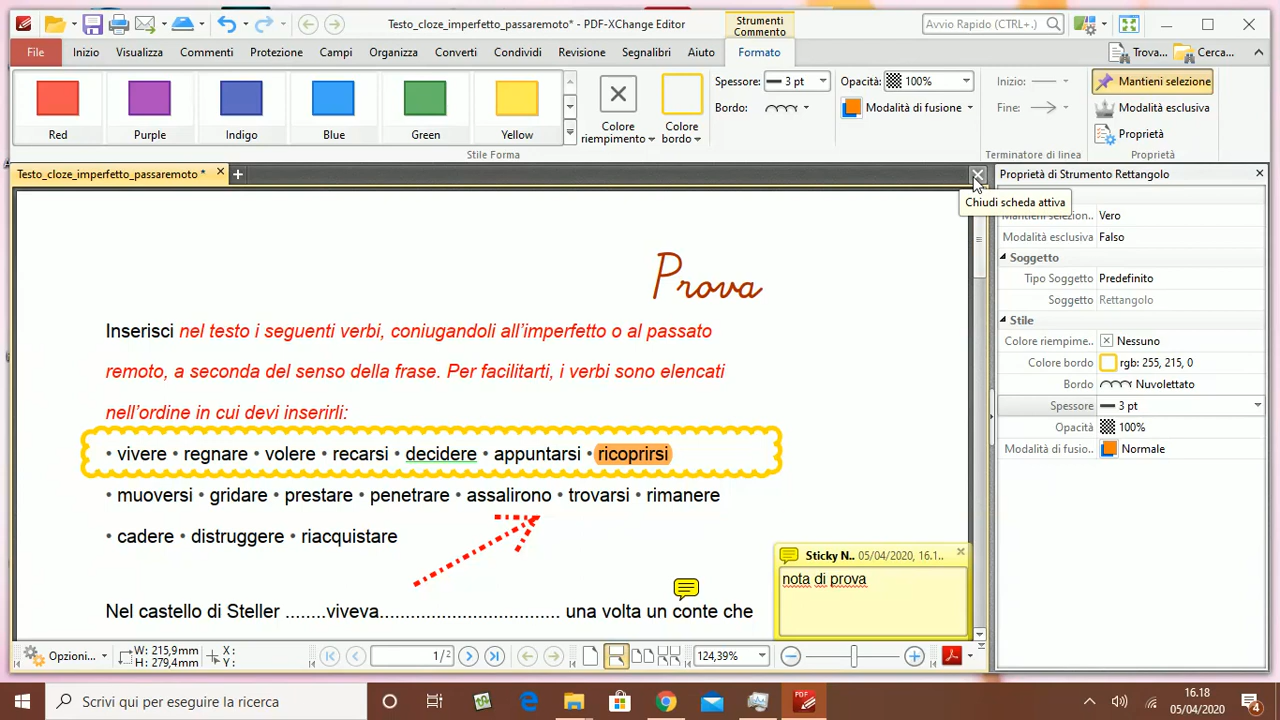 Testo_cloze_imperfetto_passaremoto* - PDF-XChange Editor
Strumenti
Commento
Avvio Rapido (CTRL+.)
File
Inizio
Visualizza
Commenti
Protezione
Campi
Organizza
Converti
Condividi
Revisione
Segnalibri
Aiuto
Formato
Trova...
Cerca...
Red
Purple
Indigo
Blue
Green
Yellow
Stile Forma
Colore
riempimento
Colore
bordo
Spessore: 3 pt
Bordo:
Opacità: 100%
Modalità di fusione
Inizio:
Fine:
Terminatore di linea
Mantieni selezione
Modalità esclusiva
Proprietà
Proprietà
Testo_cloze_imperfetto_passaremoto *
Chiudi scheda attiva
Proprietà di Strumento Rettangolo
Mantieni selezion.. Vero
Modalità esclusiva Falso
Soggetto
Tipo Soggetto Predefinito
Soggetto Rettangolo
Stile
Colore riempime.. Nessuno
Colore bordo rgb: 255, 215, 0
Bordo Nuvolettato
Spessore 3 pt
Opacità 100%
Modalità di fusio.. Normale
Prova
Inserisci nel testo i seguenti verbi, coniugandoli all'imperfetto o al passato
remoto, a seconda del senso della frase. Per facilitarti, i verbi sono elencati
nell'ordine in cui devi inserirli:
• vivere • regnare • volere • recarsi • decidere • appuntarsi • ricoprirsi
• muoversi • gridare • prestare • penetrare • assalirono • trovarsi • rimanere
• cadere • distruggere • riacquistare
Sticky N.. 05/04/2020, 16.1..
nota di prova
Nel castello di Steller ........viveva.................................. una volta un conte che
Opzioni...
W: 215,9mm
H: 279,4mm
X:
Y:
1/2
124,39%
Scrivi qui per eseguire la ricerca
PDF
16.18
05/04/2020
4